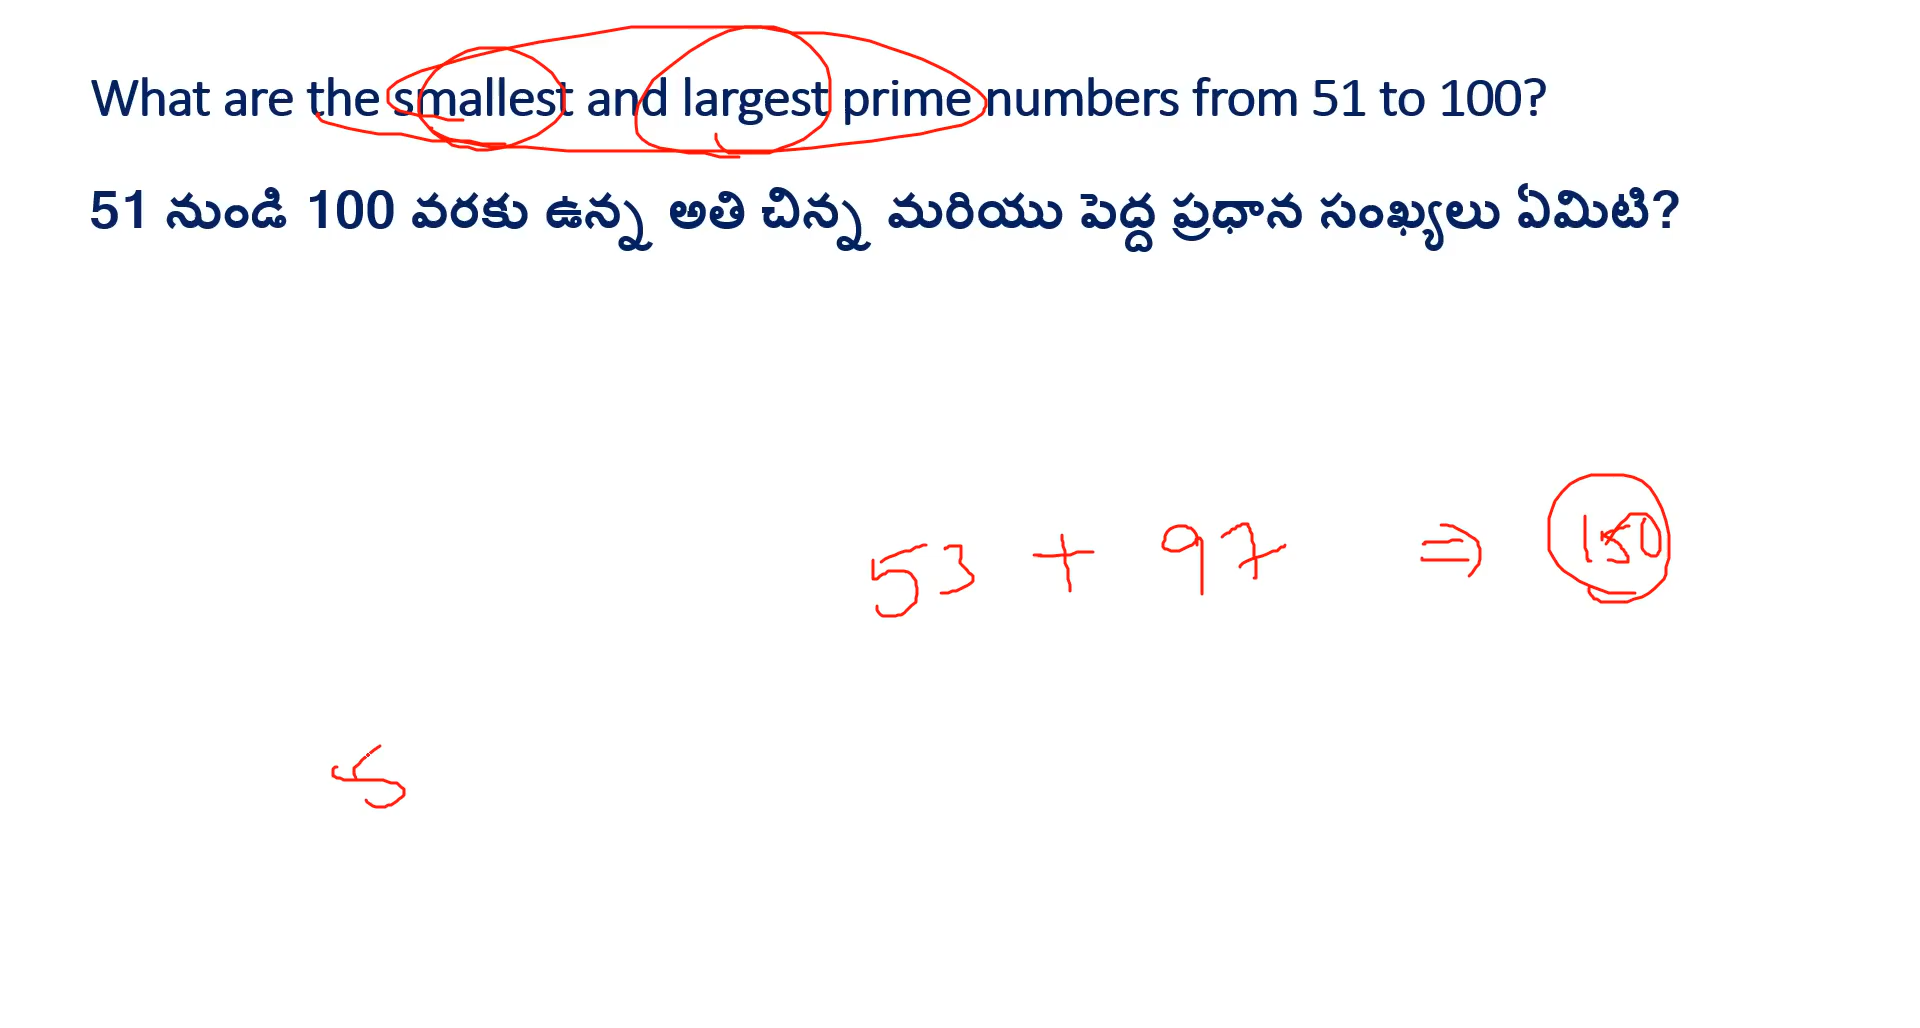 What are the smallest and largest prime numbers from 51 to 100?
51 నుండి 100 వరకు ఉన్న అతి చిన్న మరియు పెద్ద ప్రధాన సంఖ్యలు ఏమిటి?
53 + 97 ⇒ 150
5